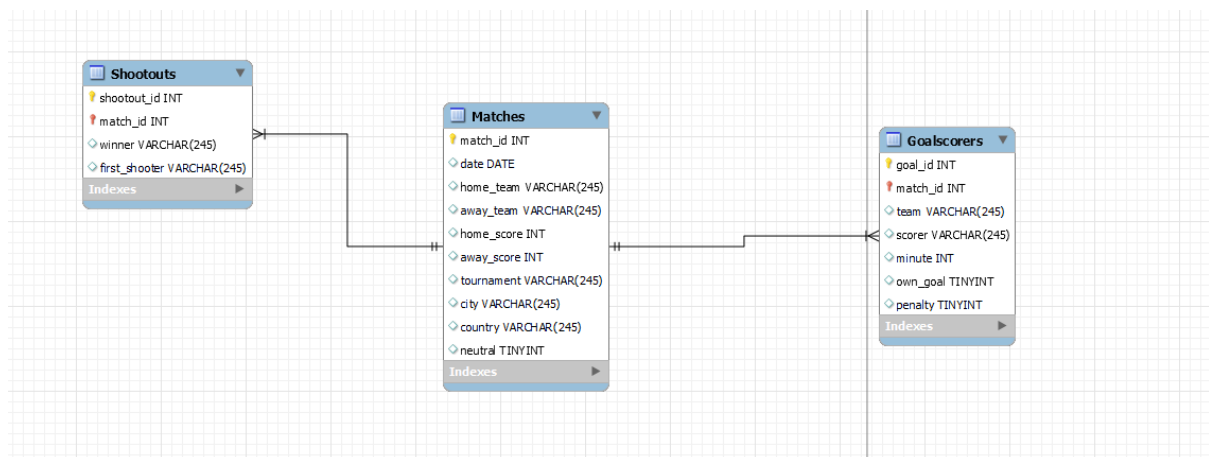 Shootouts
shootout_id INT
match_id INT
winner VARCHAR(245)
first_shooter VARCHAR(245)
Indexes
Matches
match_id INT
date DATE
home_team VARCHAR(245)
away_team VARCHAR(245)
home_score INT
away_score INT
tournament VARCHAR(245)
city VARCHAR(245)
country VARCHAR(245)
neutral TINYINT
Indexes
Goalscorers
goal_id INT
match_id INT
team VARCHAR(245)
scorer VARCHAR(245)
minute INT
own_goal TINYINT
penalty TINYINT
Indexes